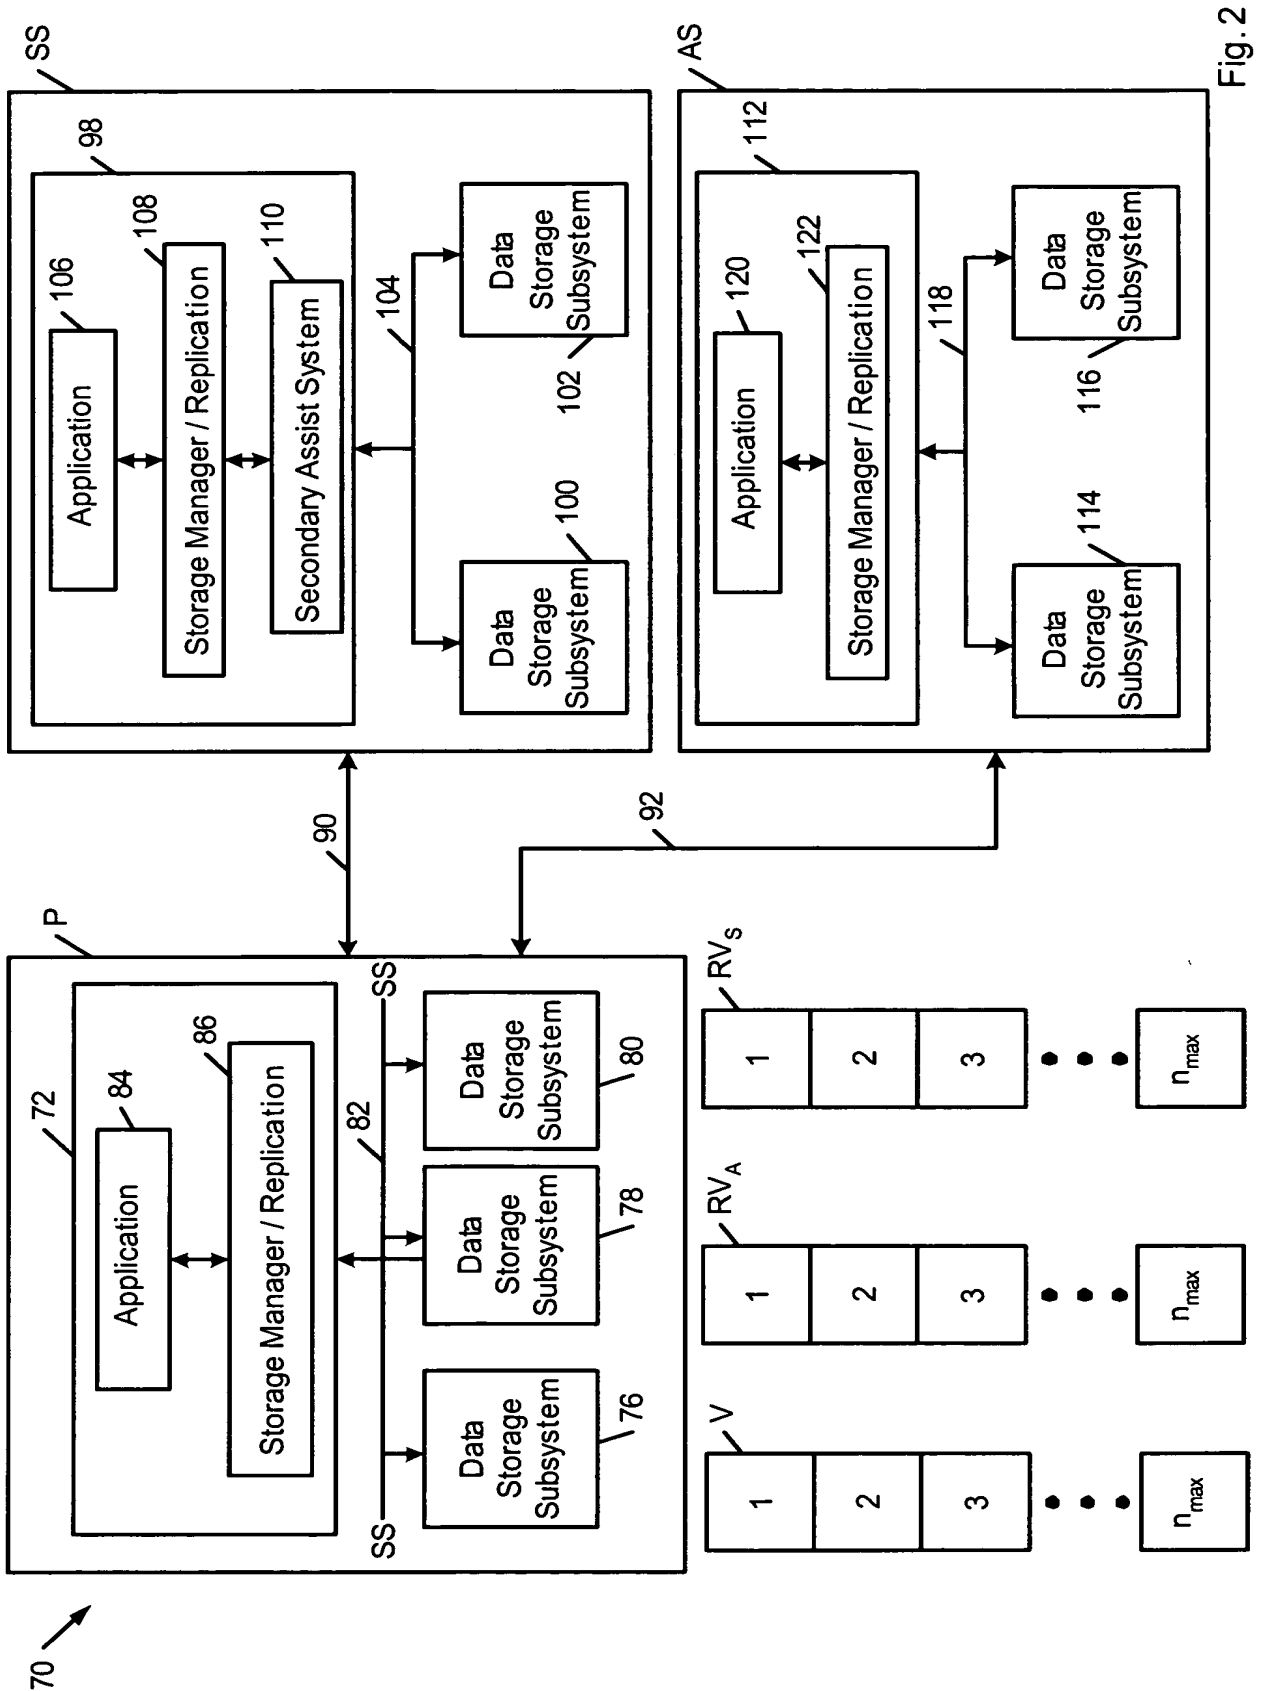 70
P
72
84
Application
86
Storage Manager / Replication
SS
82
SS
Data
Storage
Subsystem
76
Data
Storage
Subsystem
78
Data
Storage
Subsystem
80
V
1
2
3
nmax
RVA
1
2
3
nmax
RVS
1
2
3
nmax
90
92
SS
98
106
Application
108
Storage Manager / Replication
110
Secondary Assist System
104
Data
Storage
Subsystem
100
Data
Storage
Subsystem
102
AS
112
120
Application
122
Storage Manager / Replication
118
Data
Storage
Subsystem
114
Data
Storage
Subsystem
116
Fig. 2